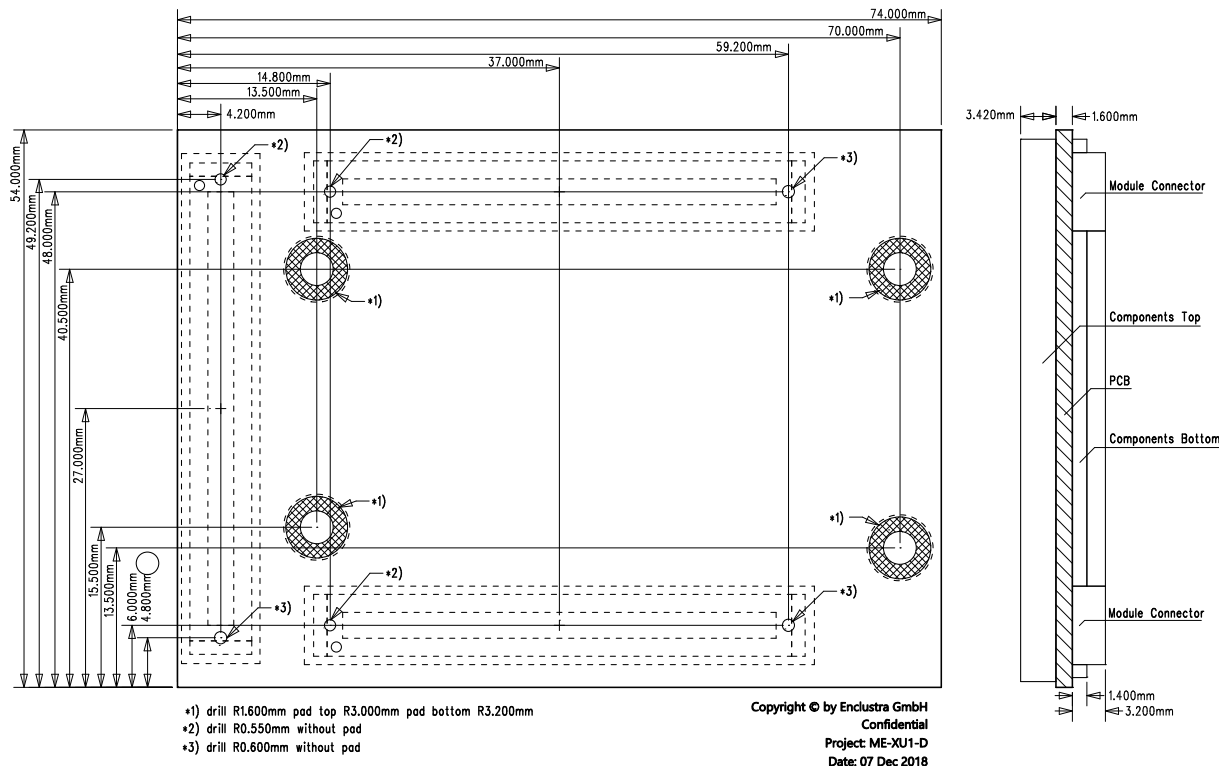 74.000mm
70.000mm
59.200mm
37.000mm
14.800mm
13.500mm
4.200mm
3.420mm
1.600mm
*2)
*2)
*3)
54.000mm
49.200mm
48.000mm
40.500mm
27.000mm
15.500mm
13.500mm
6.000mm
4.800mm
*1)
*1)
*1)
*1)
*2)
*3)
*3)
Module Connector
Components Top
PCB
Components Bottom
Module Connector
1.400mm
3.200mm
*1) drill R1.600mm pad top R3.000mm pad bottom R3.200mm
*2) drill R0.550mm without pad
*3) drill R0.600mm without pad
Copyright © by Enclustra GmbH
Confidential
Project: ME-XU1-D
Date: 07 Dec 2018